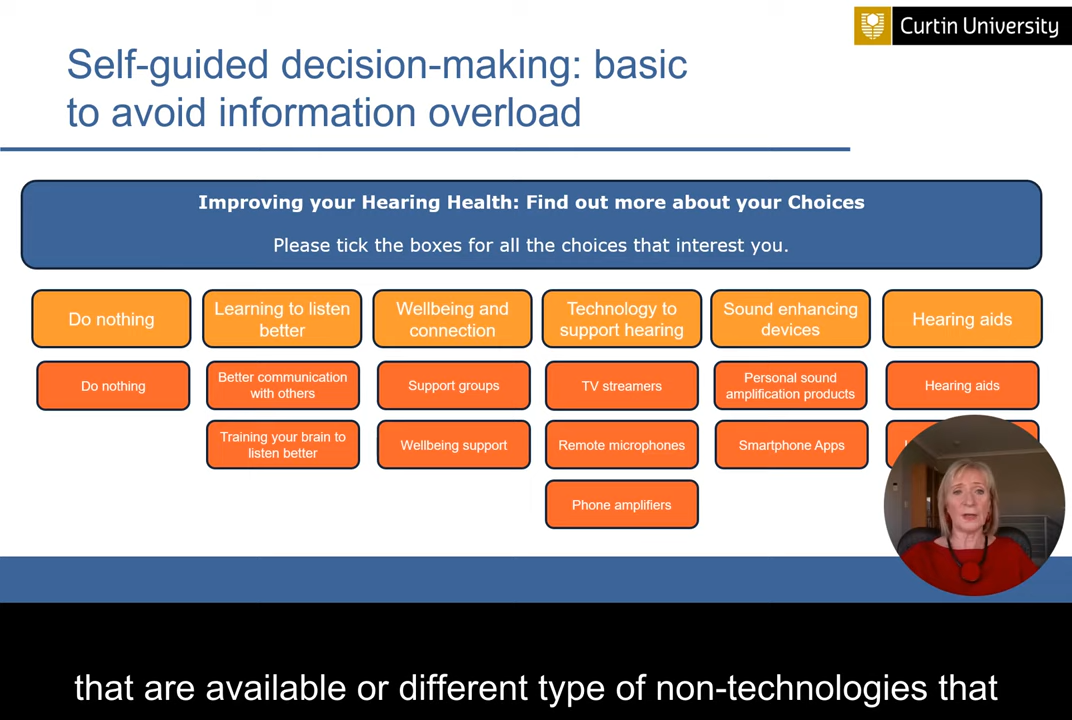 Curtin University
Self-guided decision-making: basic
to avoid information overload
Improving your Hearing Health: Find out more about your Choices
Please tick the boxes for all the choices that interest you.
Do nothing
Learning to listen
better
Wellbeing and
connection
Technology to
support hearing
Sound enhancing
devices
Hearing aids
Do nothing
Better communication
with others
Support groups
TV streamers
Personal sound
amplification products
Hearing aids
Training your brain to
listen better
Wellbeing support
Remote microphones
Smartphone Apps
Phone amplifiers
that are available or different type of non-technologies that